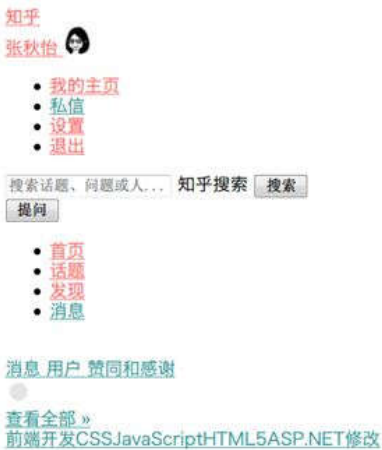 知乎
张秋怡
我的主页
私信
设置
退出
搜索话题、问题或人... 知乎搜索 搜索
提问
首页
话题
发现
消息
消息 用户 赞同和感谢
查看全部 »
前端开发CSSJavaScriptHTML5ASP.NET修改